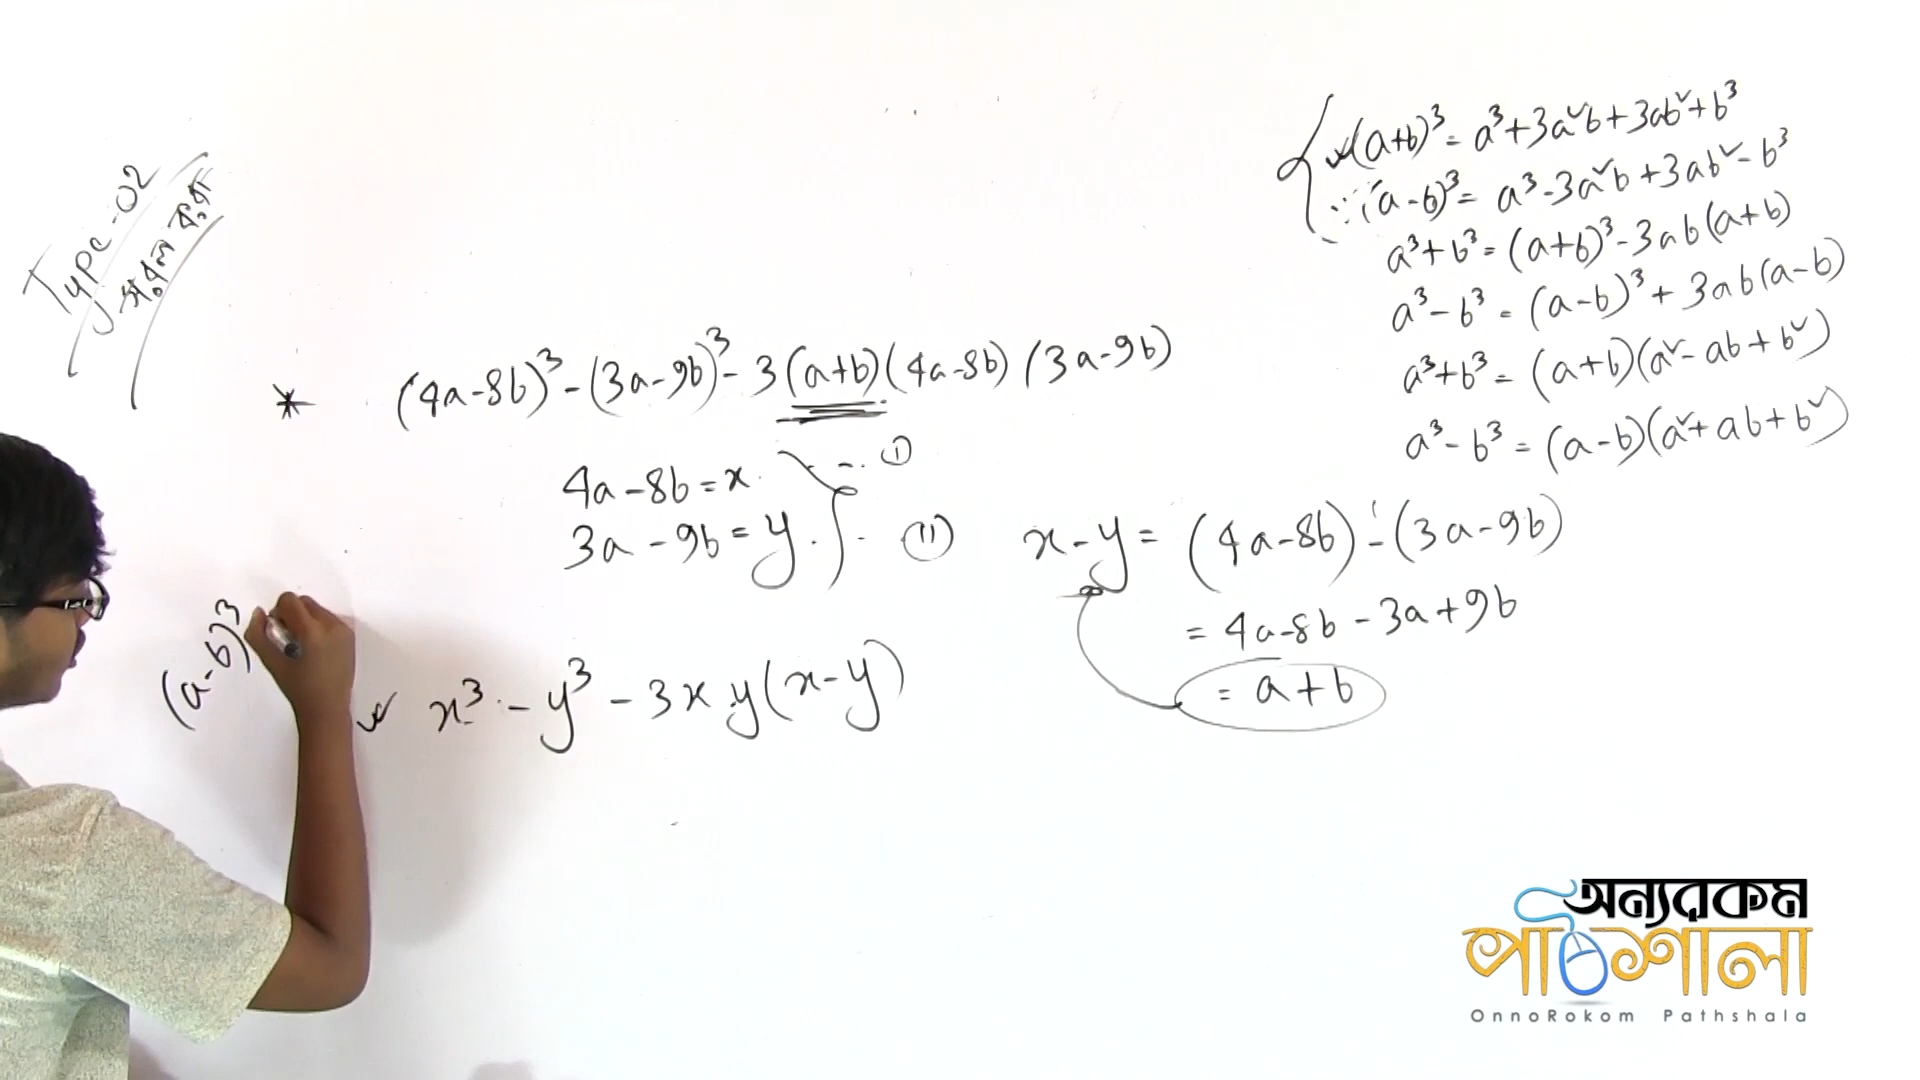 Type-02
সরল কর
(a+b)³ = a³+3a²b+3ab²+b³
∵ (a-b)³ = a³-3a²b+3ab²-b³
a³+b³ = (a+b)³-3ab(a+b)
a³-b³ = (a-b)³+3ab(a-b)
a³+b³ = (a+b)(a²-ab+b²)
a³-b³ = (a-b)(a²+ab+b²)
* (4a-8b)³-(3a-9b)³-3(a+b)(4a-8b)(3a-9b)
4a-8b=x --- (I)
3a-9b=y . . (II)
x-y = (4a-8b)-(3a-9b)
= 4a-8b-3a+9b
= a+b
(a-b)³
x³-y³-3xy(x-y)
অন্যরকম
পাঠশালা
OnnoRokom Pathshala